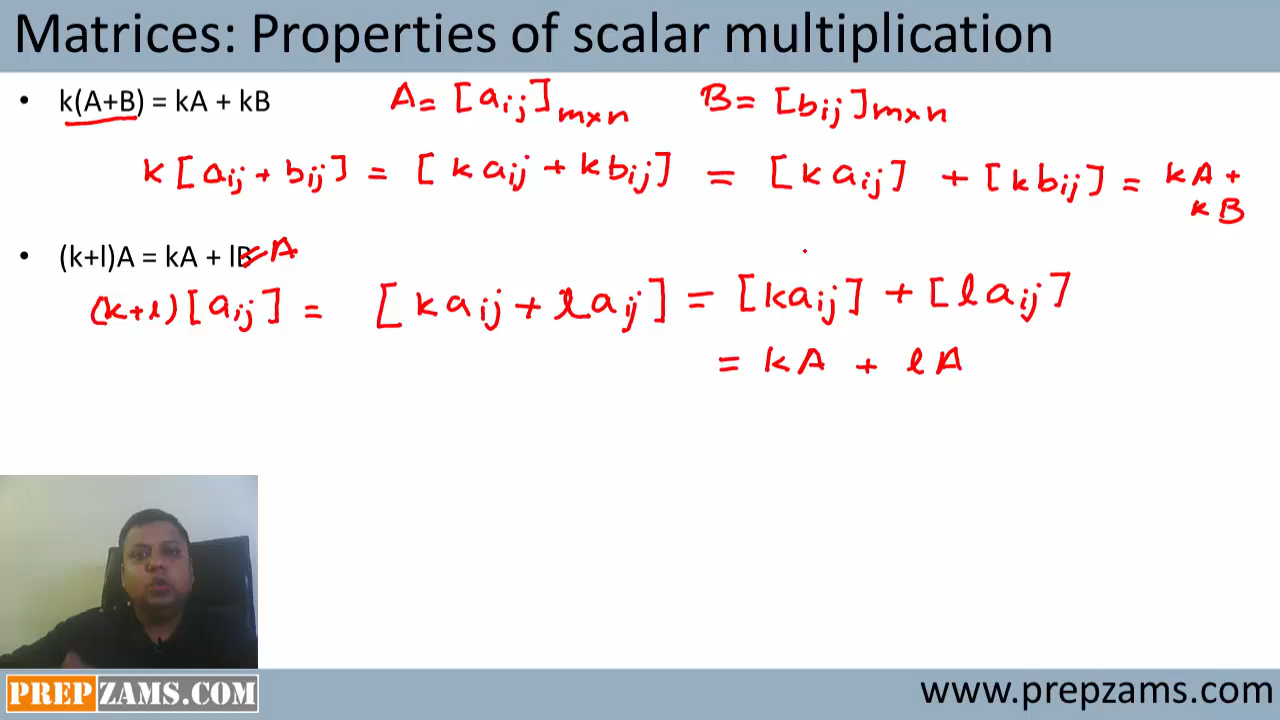 Matrices: Properties of scalar multiplication
• k(A+B) = kA + kB A = [aij]m×n B = [bij]m×n
k[aij + bij] = [kaij + kbij] = [kaij] + [kbij] = kA +
kB
• (k+l)A = kA + lB A
(k+l)[aij] = [kaij + laij] = [kaij] + [laij]
= kA + lA
PREPZAMS.COM
www.prepzams.com